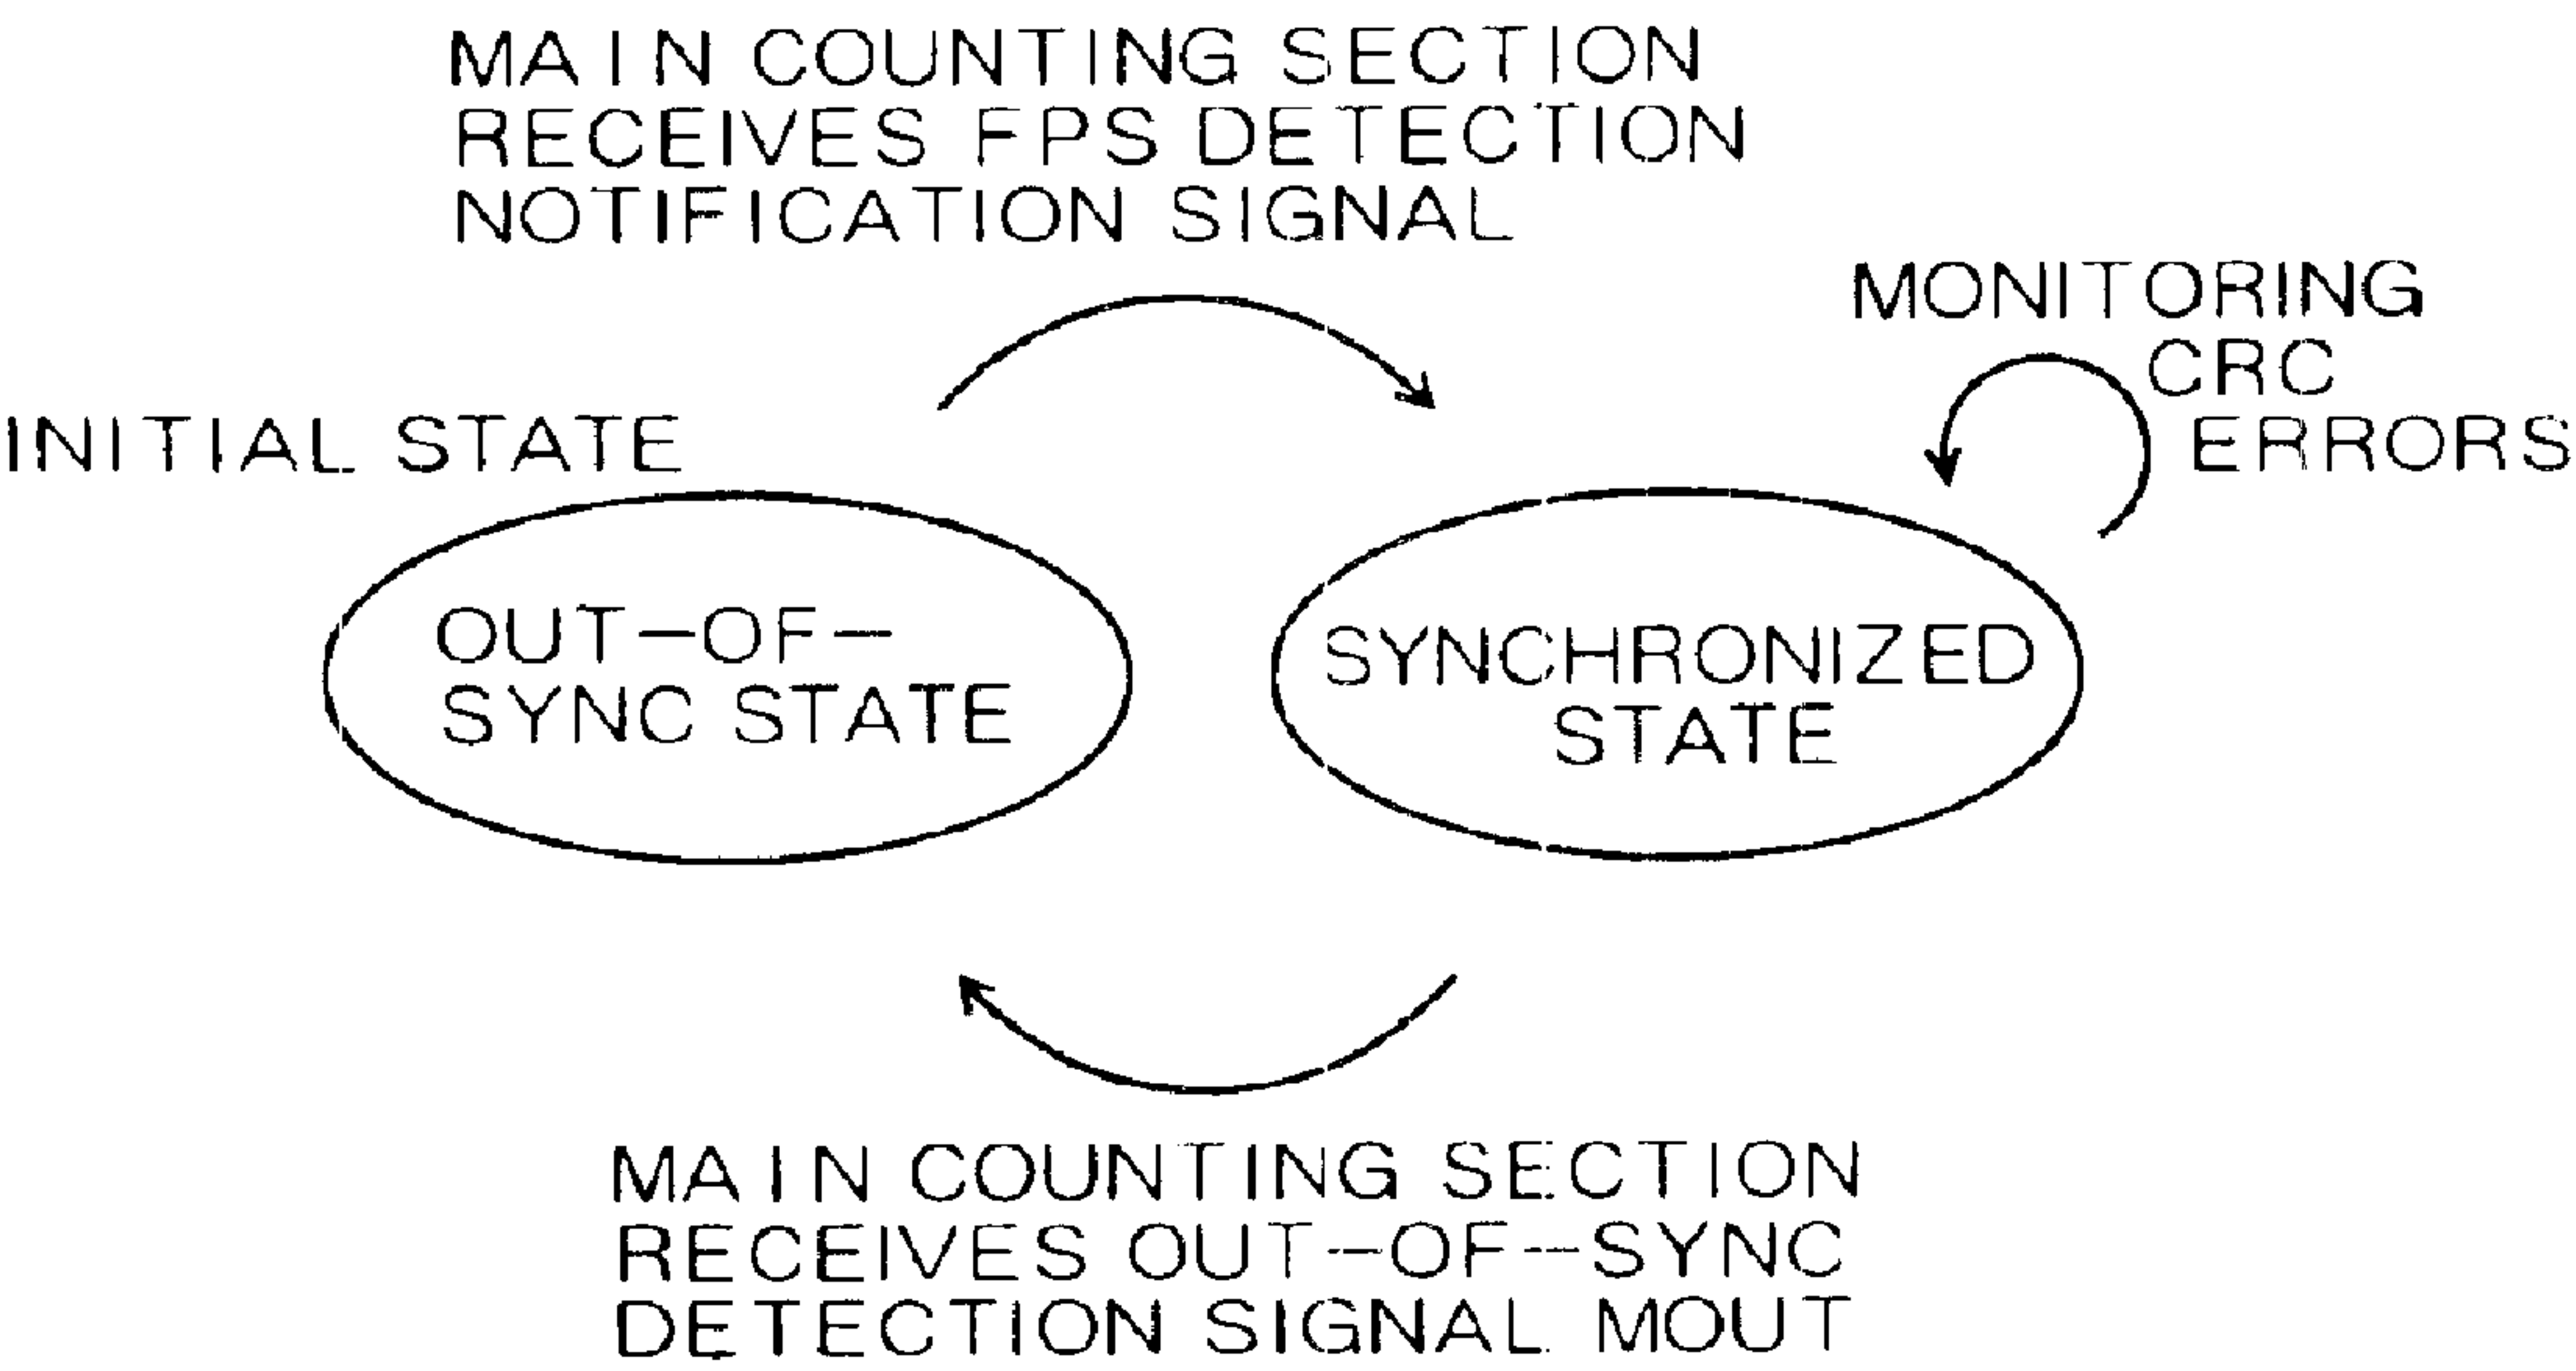 MAIN COUNTING SECTION
RECEIVES FPS DETECTION
NOTIFICATION SIGNAL
MONITORING
CRC
ERRORS
INITIAL STATE
OUT-OF-
SYNC STATE
SYNCHRONIZED
STATE
MAIN COUNTING SECTION
RECEIVES OUT-OF-SYNC
DETECTION SIGNAL MOUT